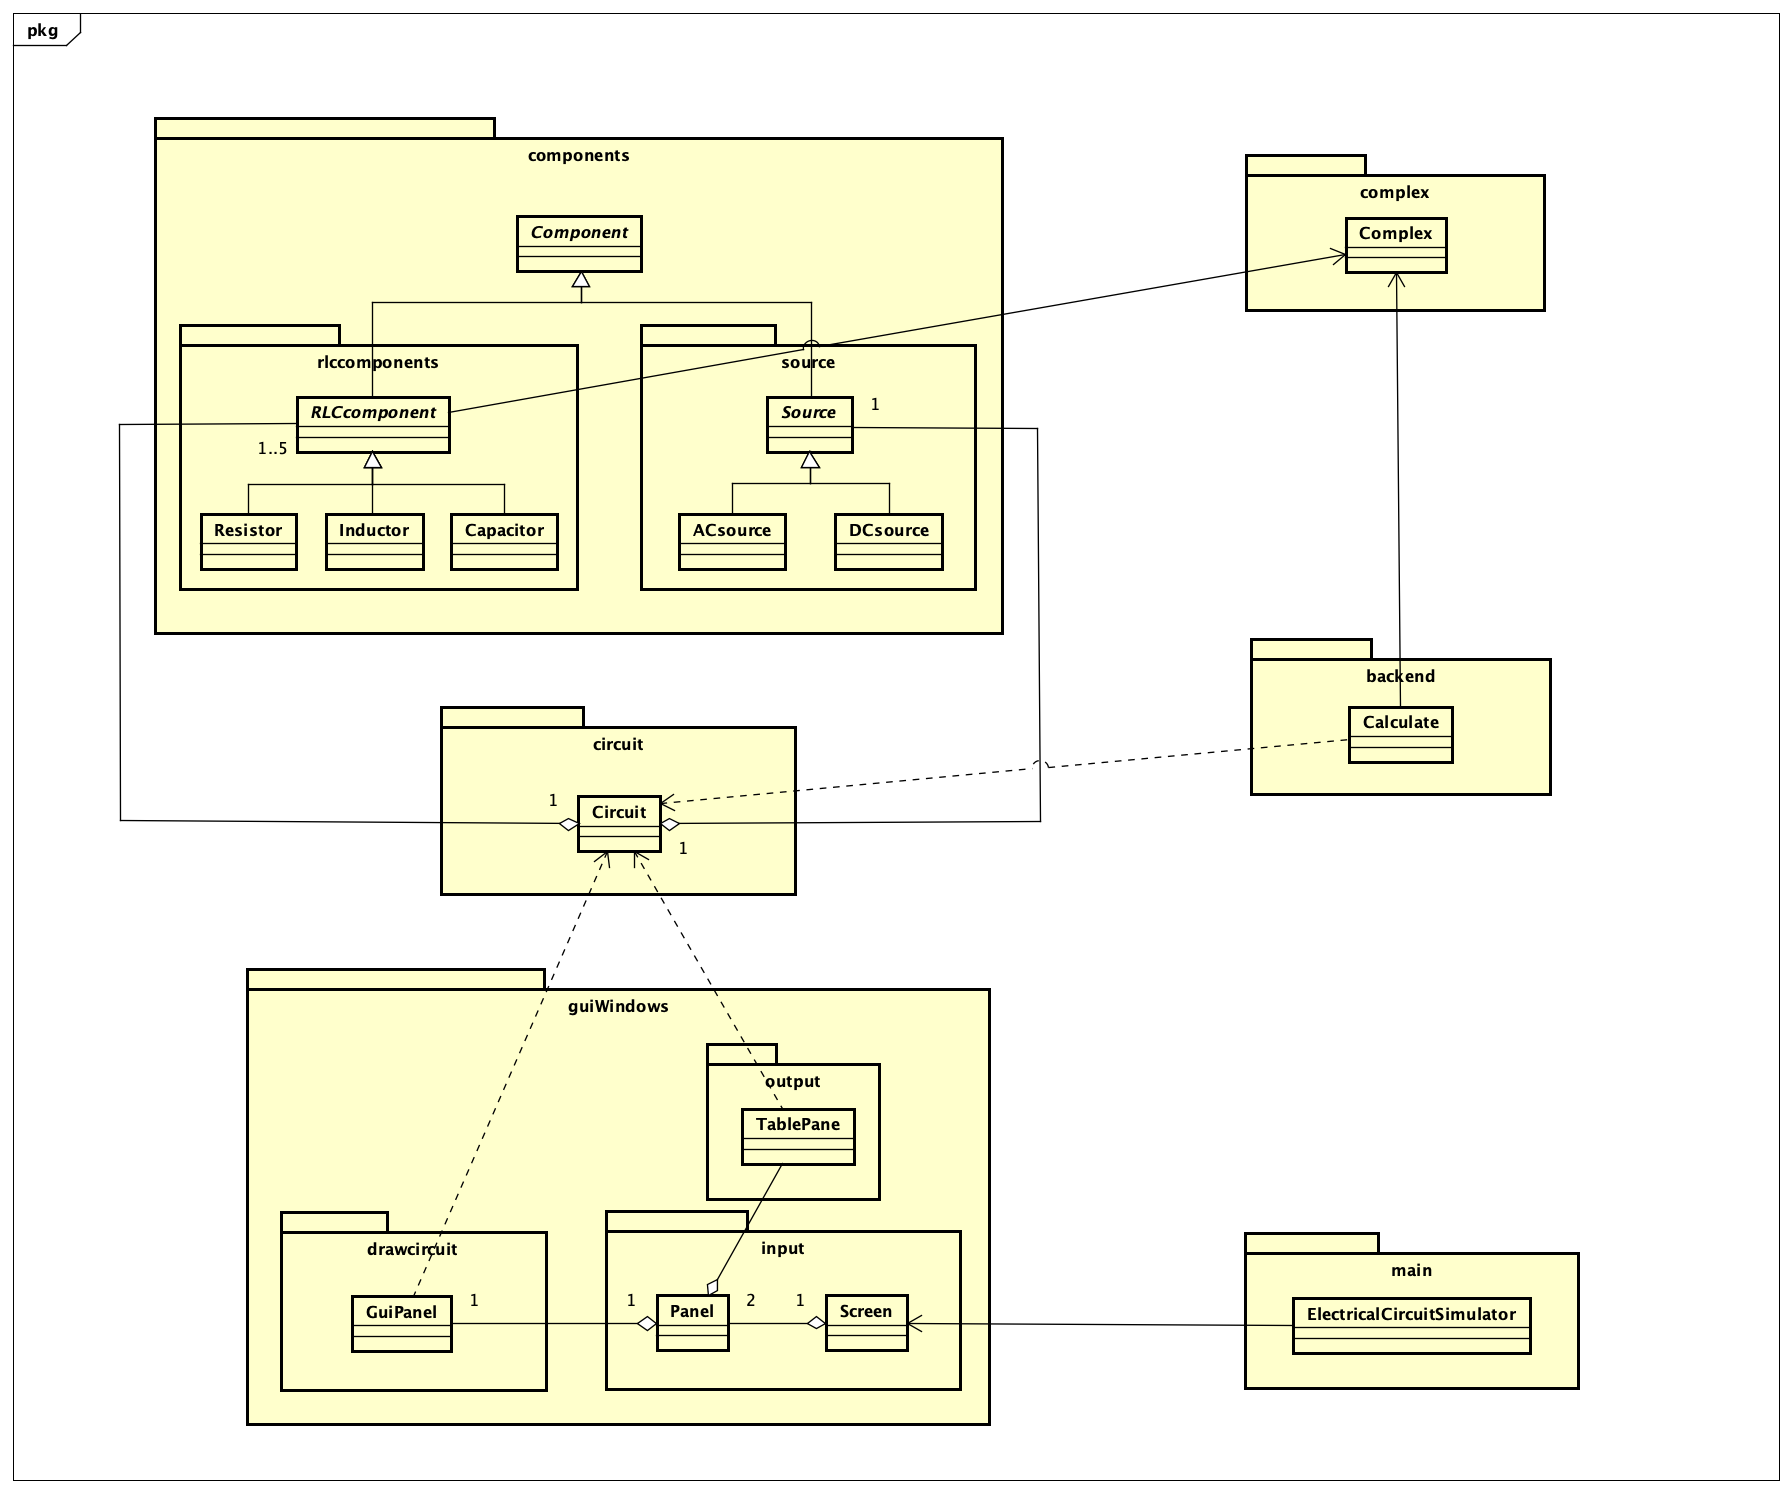 pkg
components
complex
Component
Complex
rlccomponents
source
RLCcomponent
Source
1
1..5
Resistor
Inductor
Capacitor
ACsource
DCsource
backend
Calculate
circuit
1
Circuit
1
guiWindows
output
TablePane
drawcircuit
input
main
GuiPanel
1
1
Panel
2
1
Screen
ElectricalCircuitSimulator